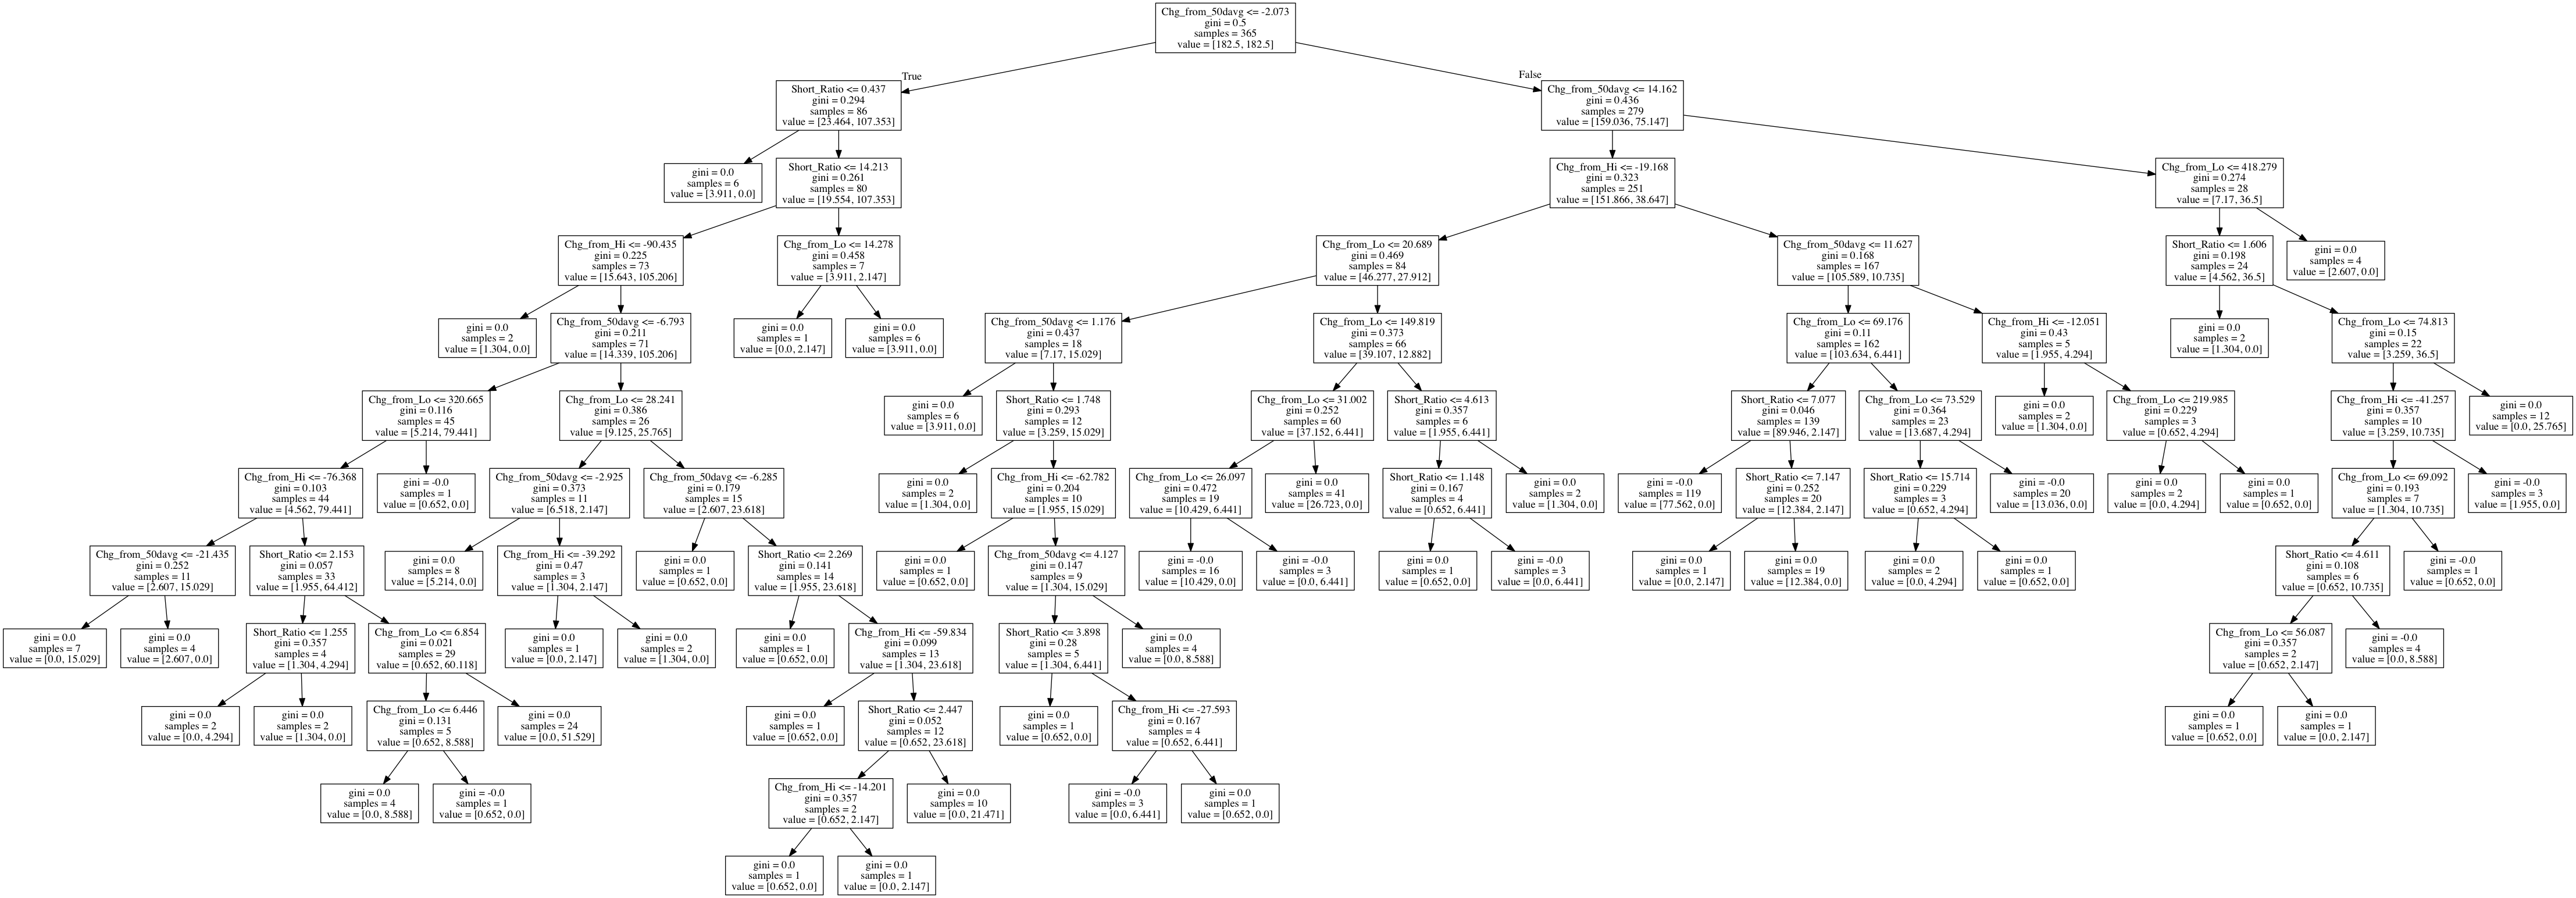 Chg_from_50davg <= -2.073
gini = 0.5
samples = 365
value = [182.5, 182.5]
True
False
Short_Ratio <= 0.437
gini = 0.294
samples = 86
value = [23.464, 107.353]
Chg_from_50davg <= 14.162
gini = 0.436
samples = 279
value = [159.036, 75.147]
gini = 0.0
samples = 6
value = [3.911, 0.0]
Short_Ratio <= 14.213
gini = 0.261
samples = 80
value = [19.554, 107.353]
Chg_from_Hi <= -19.168
gini = 0.323
samples = 251
value = [151.866, 38.647]
Chg_from_Lo <= 418.279
gini = 0.274
samples = 28
value = [7.17, 36.5]
Chg_from_Hi <= -90.435
gini = 0.225
samples = 73
value = [15.643, 105.206]
Chg_from_Lo <= 14.278
gini = 0.458
samples = 7
value = [3.911, 2.147]
Chg_from_Lo <= 20.689
gini = 0.469
samples = 84
value = [46.277, 27.912]
Chg_from_50davg <= 11.627
gini = 0.168
samples = 167
value = [105.589, 10.735]
Short_Ratio <= 1.606
gini = 0.198
samples = 24
value = [4.562, 36.5]
gini = 0.0
samples = 4
value = [2.607, 0.0]
gini = 0.0
samples = 2
value = [1.304, 0.0]
Chg_from_50davg <= -6.793
gini = 0.211
samples = 71
value = [14.339, 105.206]
gini = 0.0
samples = 1
value = [0.0, 2.147]
gini = 0.0
samples = 6
value = [3.911, 0.0]
Chg_from_50davg <= 1.176
gini = 0.437
samples = 18
value = [7.17, 15.029]
Chg_from_Lo <= 149.819
gini = 0.373
samples = 66
value = [39.107, 12.882]
Chg_from_Lo <= 69.176
gini = 0.11
samples = 162
value = [103.634, 6.441]
Chg_from_Hi <= -12.051
gini = 0.43
samples = 5
value = [1.955, 4.294]
gini = 0.0
samples = 2
value = [1.304, 0.0]
Chg_from_Lo <= 74.813
gini = 0.15
samples = 22
value = [3.259, 36.5]
Chg_from_Lo <= 320.665
gini = 0.116
samples = 45
value = [5.214, 79.441]
Chg_from_Lo <= 28.241
gini = 0.386
samples = 26
value = [9.125, 25.765]
gini = 0.0
samples = 6
value = [3.911, 0.0]
Short_Ratio <= 1.748
gini = 0.293
samples = 12
value = [3.259, 15.029]
Chg_from_Lo <= 31.002
gini = 0.252
samples = 60
value = [37.152, 6.441]
Short_Ratio <= 4.613
gini = 0.357
samples = 6
value = [1.955, 6.441]
Short_Ratio <= 7.077
gini = 0.046
samples = 139
value = [89.946, 2.147]
Chg_from_Lo <= 73.529
gini = 0.364
samples = 23
value = [13.687, 4.294]
gini = 0.0
samples = 2
value = [1.304, 0.0]
Chg_from_Lo <= 219.985
gini = 0.229
samples = 3
value = [0.652, 4.294]
Chg_from_Hi <= -41.257
gini = 0.357
samples = 10
value = [3.259, 10.735]
gini = 0.0
samples = 12
value = [0.0, 25.765]
Chg_from_Hi <= -76.368
gini = 0.103
samples = 44
value = [4.562, 79.441]
gini = -0.0
samples = 1
value = [0.652, 0.0]
Chg_from_50davg <= -2.925
gini = 0.373
samples = 11
value = [6.518, 2.147]
Chg_from_50davg <= -6.285
gini = 0.179
samples = 15
value = [2.607, 23.618]
gini = 0.0
samples = 2
value = [1.304, 0.0]
Chg_from_Hi <= -62.782
gini = 0.204
samples = 10
value = [1.955, 15.029]
Chg_from_Lo <= 26.097
gini = 0.472
samples = 19
value = [10.429, 6.441]
gini = 0.0
samples = 41
value = [26.723, 0.0]
Short_Ratio <= 1.148
gini = 0.167
samples = 4
value = [0.652, 6.441]
gini = 0.0
samples = 2
value = [1.304, 0.0]
gini = -0.0
samples = 119
value = [77.562, 0.0]
Short_Ratio <= 7.147
gini = 0.252
samples = 20
value = [12.384, 2.147]
Short_Ratio <= 15.714
gini = 0.229
samples = 3
value = [0.652, 4.294]
gini = -0.0
samples = 20
value = [13.036, 0.0]
gini = 0.0
samples = 2
value = [0.0, 4.294]
gini = 0.0
samples = 1
value = [0.652, 0.0]
Chg_from_Lo <= 69.092
gini = 0.193
samples = 7
value = [1.304, 10.735]
gini = -0.0
samples = 3
value = [1.955, 0.0]
Chg_from_50davg <= -21.435
gini = 0.252
samples = 11
value = [2.607, 15.029]
Short_Ratio <= 2.153
gini = 0.057
samples = 33
value = [1.955, 64.412]
gini = 0.0
samples = 8
value = [5.214, 0.0]
Chg_from_Hi <= -39.292
gini = 0.47
samples = 3
value = [1.304, 2.147]
gini = 0.0
samples = 1
value = [0.652, 0.0]
Short_Ratio <= 2.269
gini = 0.141
samples = 14
value = [1.955, 23.618]
gini = 0.0
samples = 1
value = [0.652, 0.0]
Chg_from_50davg <= 4.127
gini = 0.147
samples = 9
value = [1.304, 15.029]
gini = -0.0
samples = 16
value = [10.429, 0.0]
gini = -0.0
samples = 3
value = [0.0, 6.441]
gini = 0.0
samples = 1
value = [0.652, 0.0]
gini = -0.0
samples = 3
value = [0.0, 6.441]
gini = 0.0
samples = 1
value = [0.0, 2.147]
gini = 0.0
samples = 19
value = [12.384, 0.0]
gini = 0.0
samples = 2
value = [0.0, 4.294]
gini = 0.0
samples = 1
value = [0.652, 0.0]
Short_Ratio <= 4.611
gini = 0.108
samples = 6
value = [0.652, 10.735]
gini = -0.0
samples = 1
value = [0.652, 0.0]
gini = 0.0
samples = 7
value = [0.0, 15.029]
gini = 0.0
samples = 4
value = [2.607, 0.0]
Short_Ratio <= 1.255
gini = 0.357
samples = 4
value = [1.304, 4.294]
Chg_from_Lo <= 6.854
gini = 0.021
samples = 29
value = [0.652, 60.118]
gini = 0.0
samples = 1
value = [0.0, 2.147]
gini = 0.0
samples = 2
value = [1.304, 0.0]
gini = 0.0
samples = 1
value = [0.652, 0.0]
Chg_from_Hi <= -59.834
gini = 0.099
samples = 13
value = [1.304, 23.618]
Short_Ratio <= 3.898
gini = 0.28
samples = 5
value = [1.304, 6.441]
gini = 0.0
samples = 4
value = [0.0, 8.588]
Chg_from_Lo <= 56.087
gini = 0.357
samples = 2
value = [0.652, 2.147]
gini = -0.0
samples = 4
value = [0.0, 8.588]
gini = 0.0
samples = 2
value = [0.0, 4.294]
gini = 0.0
samples = 2
value = [1.304, 0.0]
Chg_from_Lo <= 6.446
gini = 0.131
samples = 5
value = [0.652, 8.588]
gini = 0.0
samples = 24
value = [0.0, 51.529]
gini = 0.0
samples = 1
value = [0.652, 0.0]
Short_Ratio <= 2.447
gini = 0.052
samples = 12
value = [0.652, 23.618]
gini = 0.0
samples = 1
value = [0.652, 0.0]
Chg_from_Hi <= -27.593
gini = 0.167
samples = 4
value = [0.652, 6.441]
gini = 0.0
samples = 1
value = [0.652, 0.0]
gini = 0.0
samples = 1
value = [0.0, 2.147]
gini = 0.0
samples = 4
value = [0.0, 8.588]
gini = -0.0
samples = 1
value = [0.652, 0.0]
Chg_from_Hi <= -14.201
gini = 0.357
samples = 2
value = [0.652, 2.147]
gini = 0.0
samples = 10
value = [0.0, 21.471]
gini = -0.0
samples = 3
value = [0.0, 6.441]
gini = 0.0
samples = 1
value = [0.652, 0.0]
gini = 0.0
samples = 1
value = [0.652, 0.0]
gini = 0.0
samples = 1
value = [0.0, 2.147]